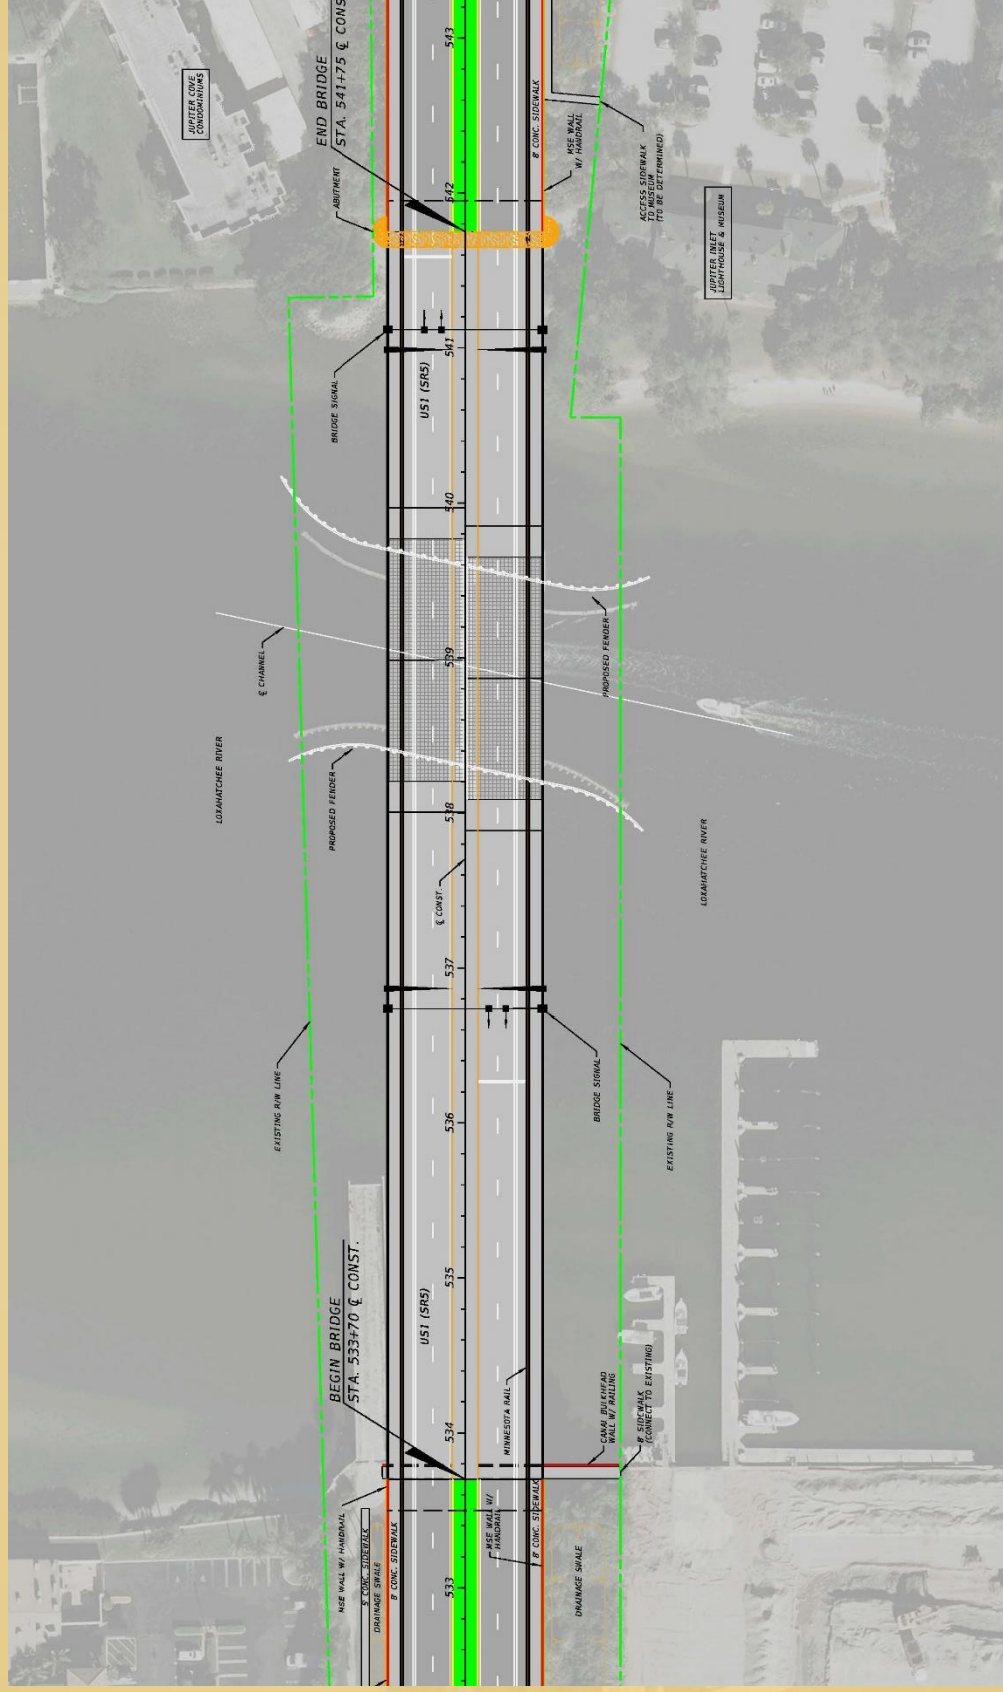 543
END BRIDGE
STA. 541+75 ℄ CONS
JUPITER COVE
CONDOMINIUMS
8' CONC. SIDEWALK
MSE WALL
W/ HANDRAIL
ACCESS SIDEWALK
TO MUSEUM
(TO BE DETERMINED)
ABUTMENT
542
JUPITER INLET
LIGHTHOUSE & MUSEUM
BRIDGE SIGNAL
541
US1 (SR5)
540
℄ CHANNEL
539
PROPOSED FENDER
LOXAHATCHEE RIVER
PROPOSED FENDER
538
LOXAHATCHEE RIVER
℄ CONST.
537
EXISTING R/W LINE
BRIDGE SIGNAL
EXISTING R/W LINE
536
BEGIN BRIDGE
STA. 533+70 ℄ CONST.
535
US1 (SR5)
MINNESOTA RAIL
CANAL BULKHEAD
WALL W/ RAILING
8' SIDEWALK
(CONNECT TO EXISTING)
534
MSE WALL W/ HANDRAIL
5' CONC. SIDEWALK
DRAINAGE SWALE
8' CONC. SIDEWALK
MSE WALL W/
HANDRAIL
8' CONC. SIDEWALK
533
DRAINAGE SWALE